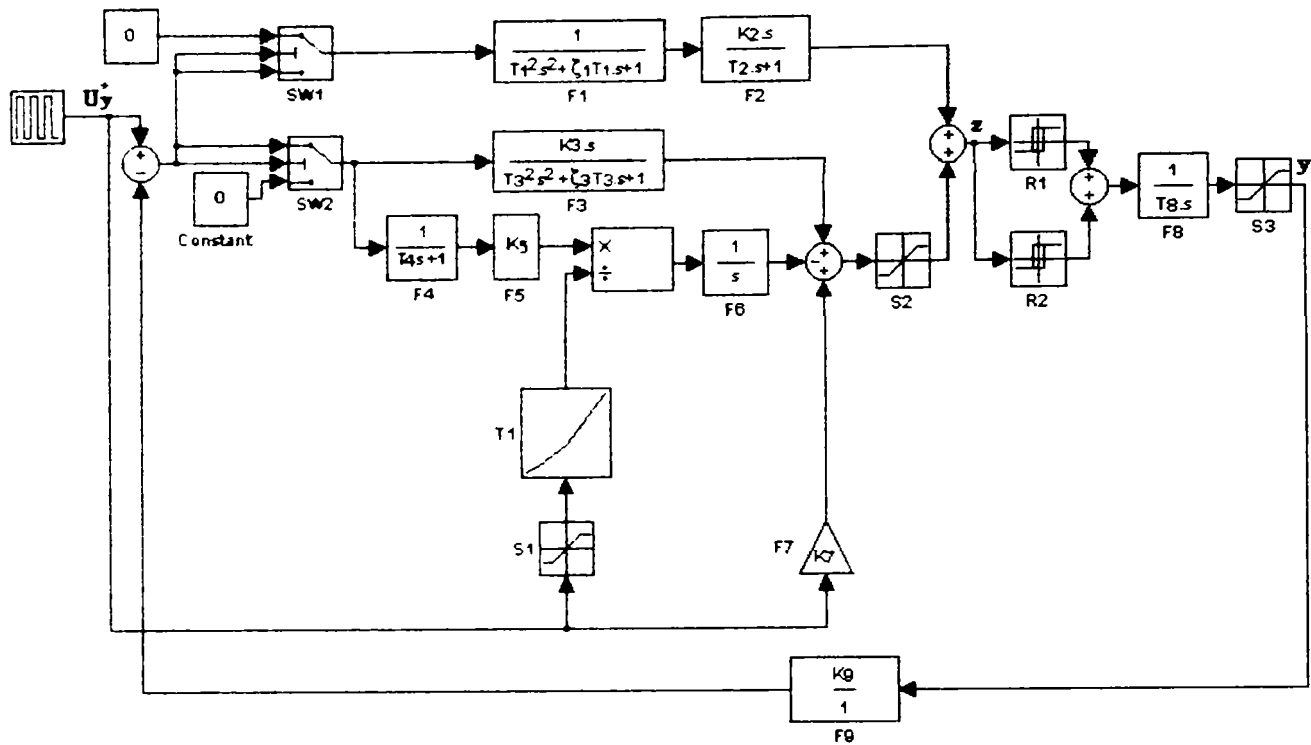 0
SW1
1
T1²s²+ζ1T1.s+1
F1
K2.s
T2.s+1
F2
U*y
+
−
SW2
0
Constant
K3.s
T3²s²+ζ3T3.s+1
F3
1
T4s+1
F4
K5
F5
×
÷
1
s
F6
−
+
+
S2
+
+
z
R1
R2
+
+
1
T8.s
F8
y
S3
T1
S1
F7
K7
K9
1
F9